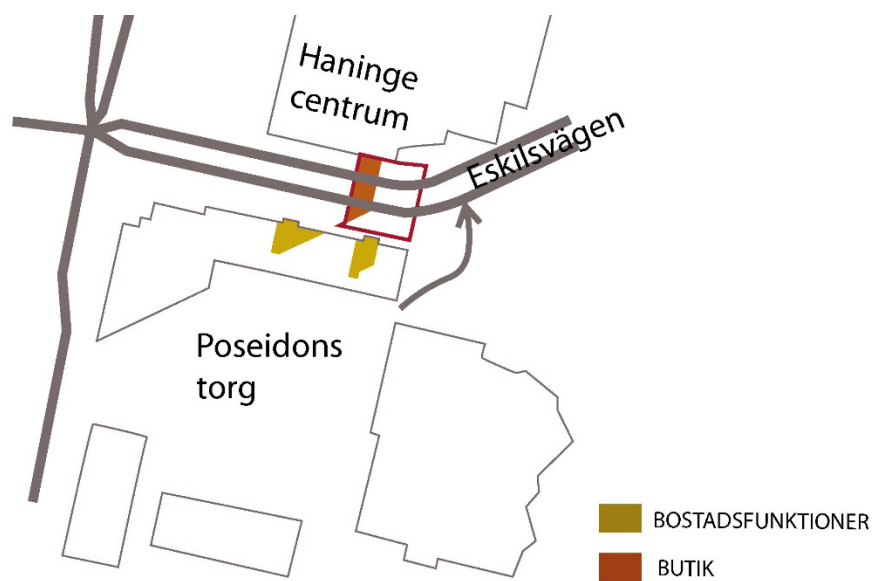 Haninge
centrum
Eskilsvägen
Poseidons
torg
BOSTADSFUNKTIONER
BUTIK